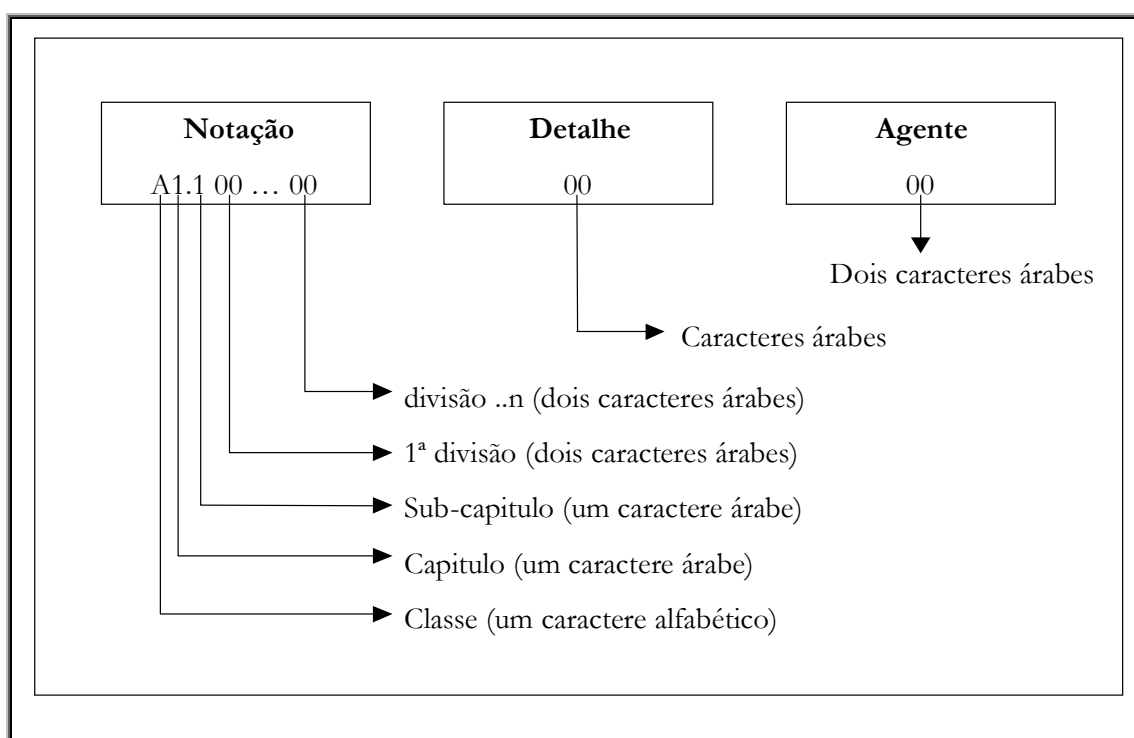 Notação
A1.1 00 … 00
Detalhe
00
Agente
00
Dois caracteres árabes
Caracteres árabes
divisão ..n (dois caracteres árabes)
1ª divisão (dois caracteres árabes)
Sub-capitulo (um caractere árabe)
Capitulo (um caractere árabe)
Classe (um caractere alfabético)